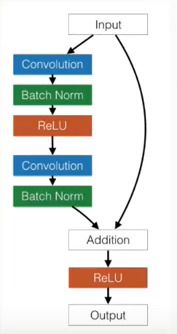 Input
Convolution
Batch Norm
ReLU
Convolution
Batch Norm
Addition
ReLU
Output